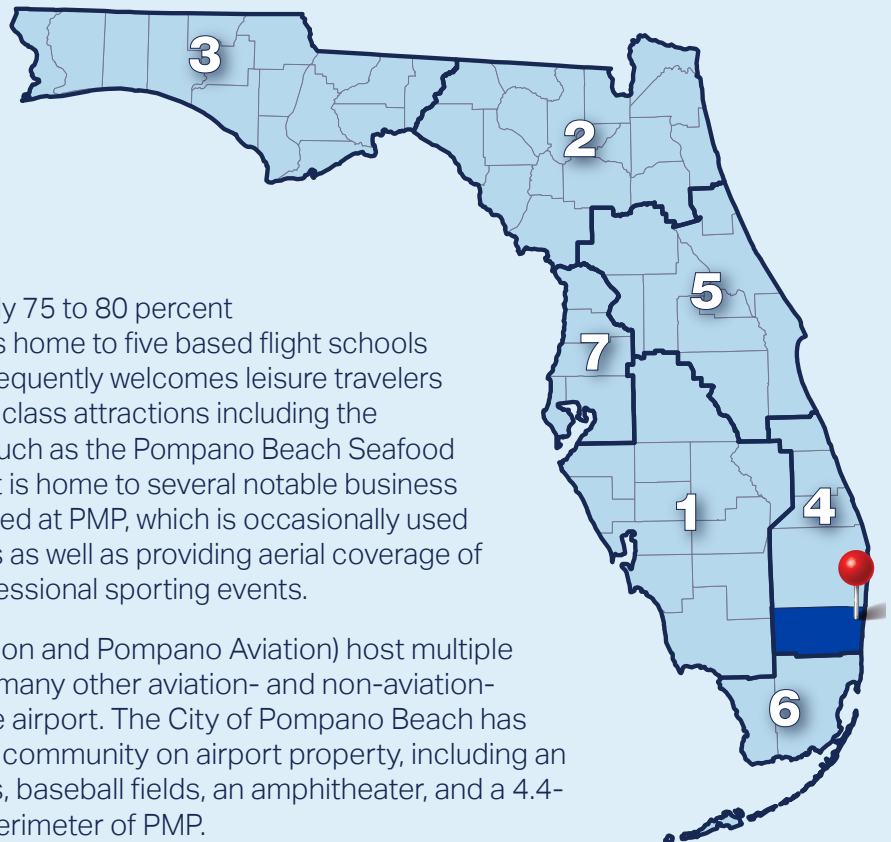 3
2
5
7
1
4
6
ly 75 to 80 percent
s home to five based flight schools
equently welcomes leisure travelers
class attractions including the
uch as the Pompano Beach Seafood
t is home to several notable business
ed at PMP, which is occasionally used
s as well as providing aerial coverage of
essional sporting events.
on and Pompano Aviation) host multiple
many other aviation- and non-aviation-
e airport. The City of Pompano Beach has
community on airport property, including an
s, baseball fields, an amphitheater, and a 4.4-
erimeter of PMP.